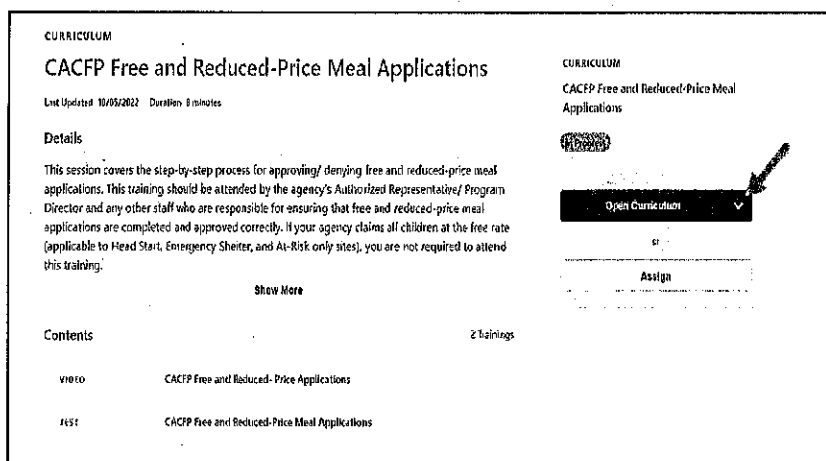 CURRICULUM
CACFP Free and Reduced-Price Meal Applications
Last Updated 10/05/2022 Duration 8 minutes
Details
This session covers the step-by-step process for approving/ denying free and reduced-price meal
applications. This training should be attended by the agency's Authorized Representative/ Program
Director and any other staff who are responsible for ensuring that free and reduced-price meal
applications are completed and approved correctly. If your agency claims all children at the free rate
(applicable to Head Start, Emergency Shelter, and At-Risk only sites), you are not required to attend
this training.
Show More
Contents
2 Trainings
VIDEO CACFP Free and Reduced- Price Applications
TEST CACFP Free and Reduced-Price Meal Applications
CURRICULUM
CACFP Free and Reduced-Price Meal
Applications
In Progress
Open Curriculum
Assign